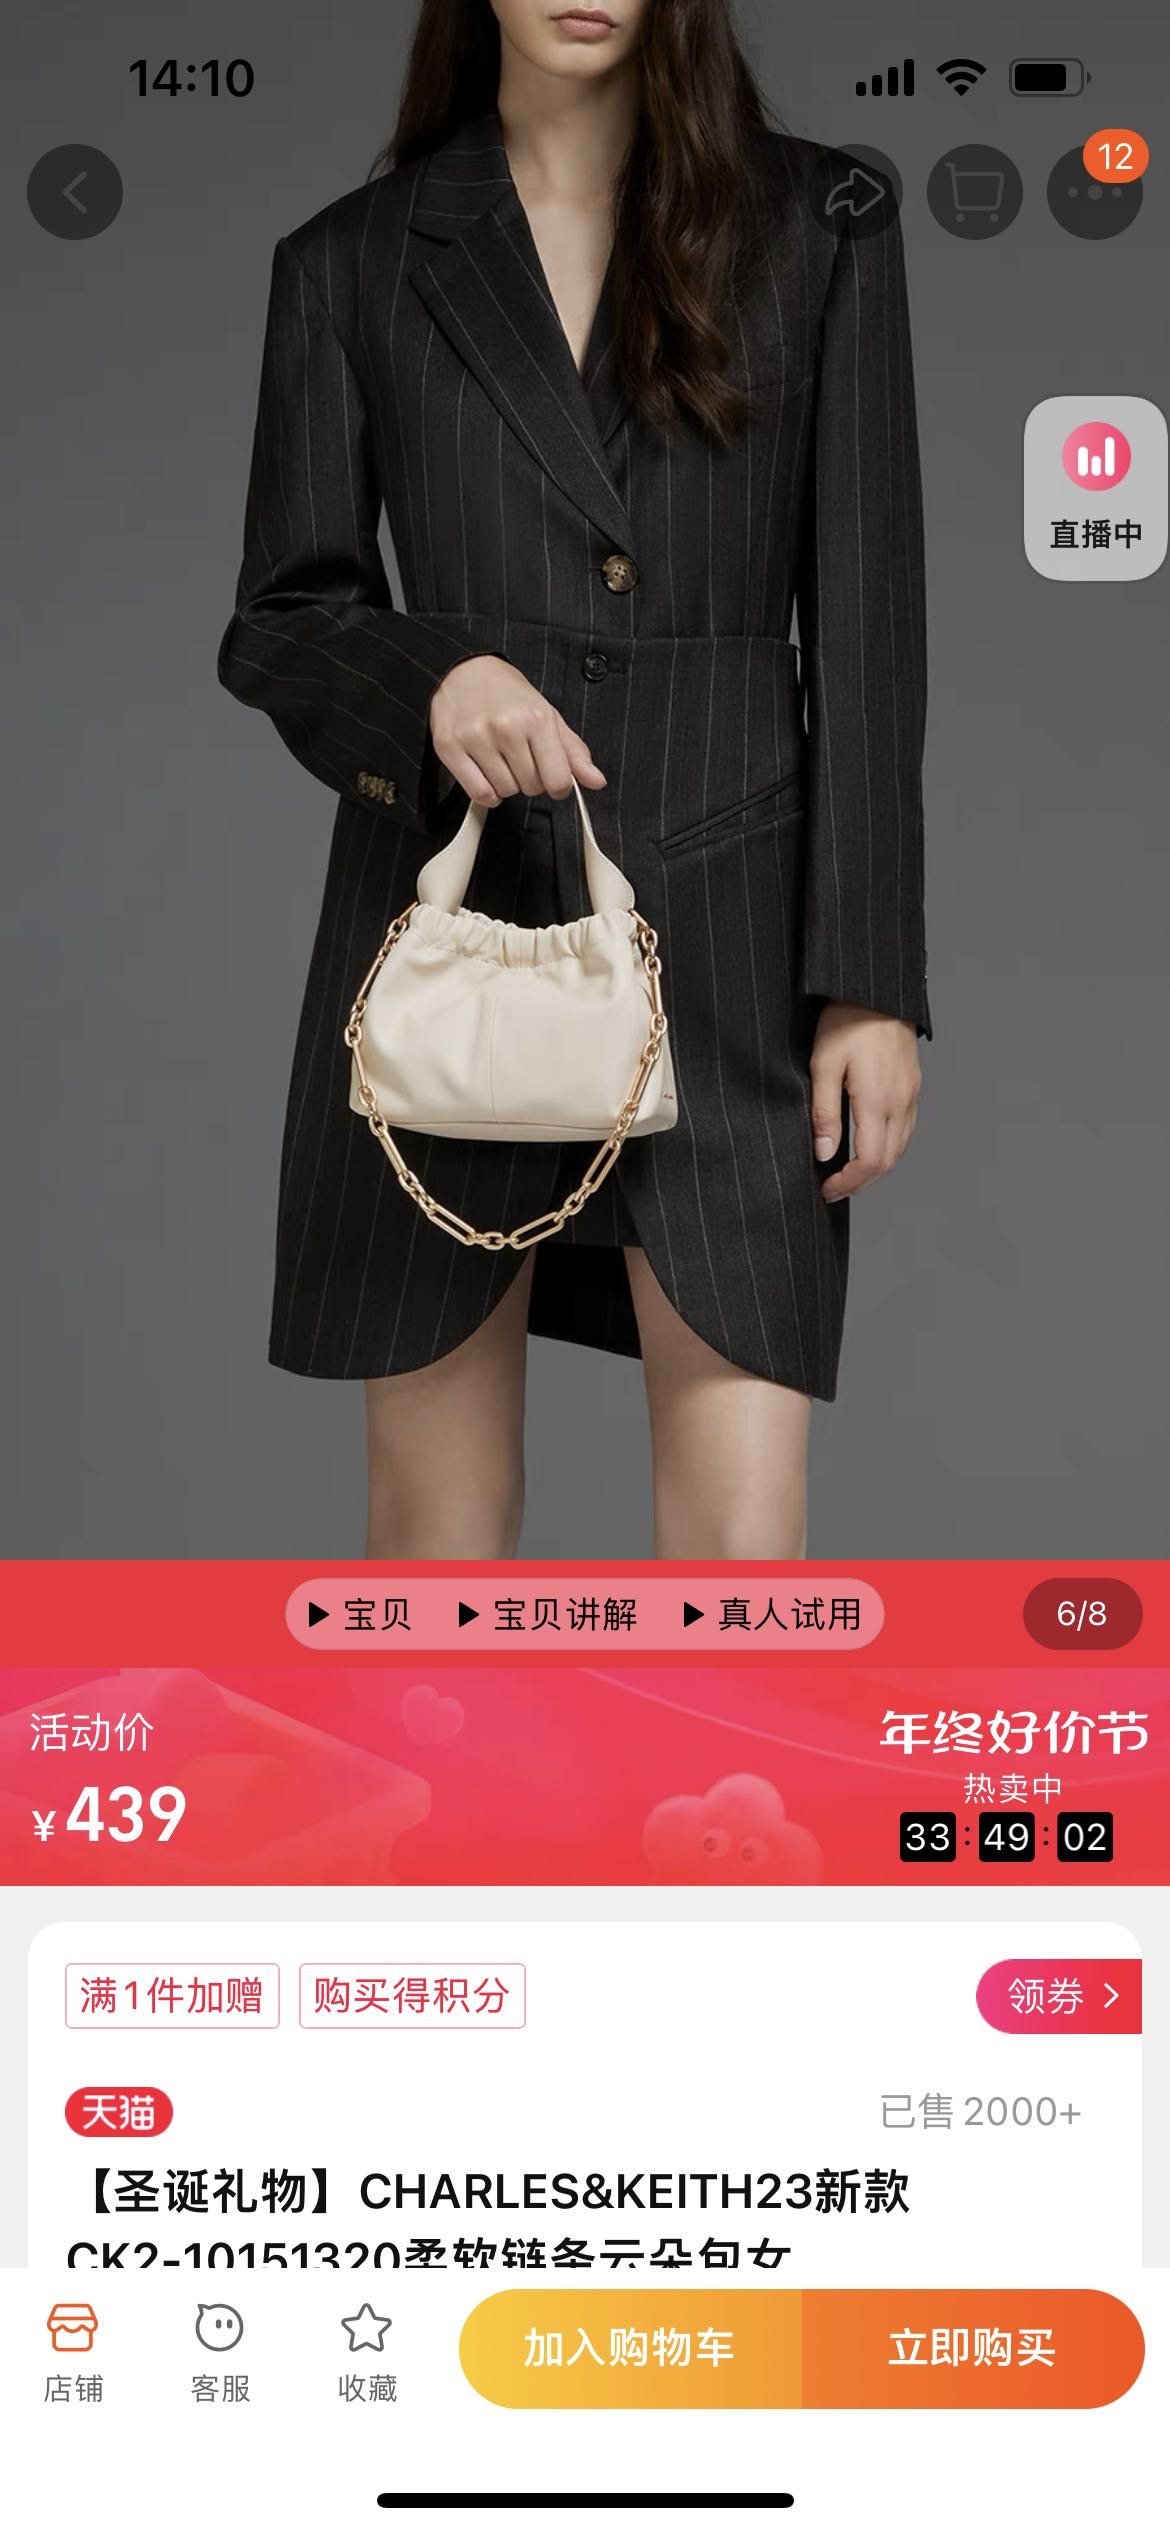 14:10
12
直播中
宝贝 宝贝讲解 真人试用
6/8
活动价
¥439
年终好价节
热卖中
33:49:02
满1件加赠 购买得积分
领券
天猫
已售2000+
【圣诞礼物】CHARLES&KEITH23新款
CK2-10151320柔软链条云朵包女
店铺 客服 收藏
加入购物车 立即购买